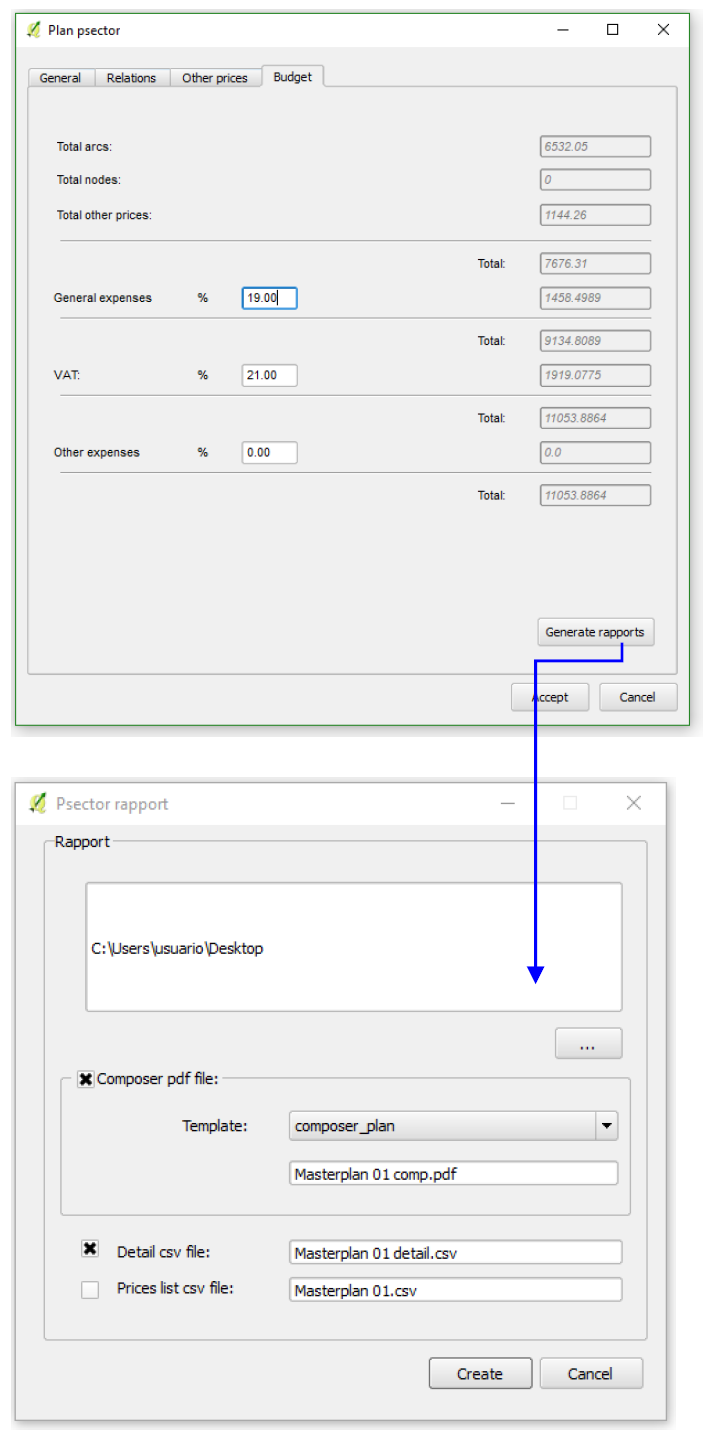 Plan psector
General Relations Other prices Budget
Total arcs: 6532.05
Total nodes: 0
Total other prices: 1144.26
Total: 7676.31
General expenses % 19.00 1458.4989
Total: 9134.8089
VAT: % 21.00 1919.0775
Total: 11053.8864
Other expenses % 0.00 0.0
Total: 11053.8864
Generate rapports
Accept Cancel
Psector rapport
Rapport
C:\Users\usuario\Desktop
...
Composer pdf file:
Template: composer_plan
Masterplan 01 comp.pdf
Detail csv file: Masterplan 01 detail.csv
Prices list csv file: Masterplan 01.csv
Create Cancel